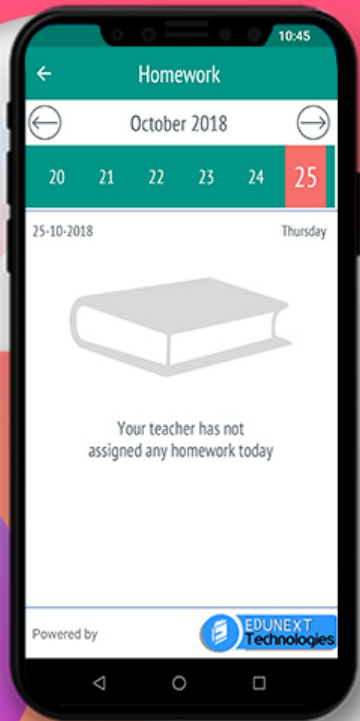 10:45
Homework
October 2018
20 21 22 23 24 25
25-10-2018 Thursday
Your teacher has not
assigned any homework today
Powered by
EDUNEXT
Technologies